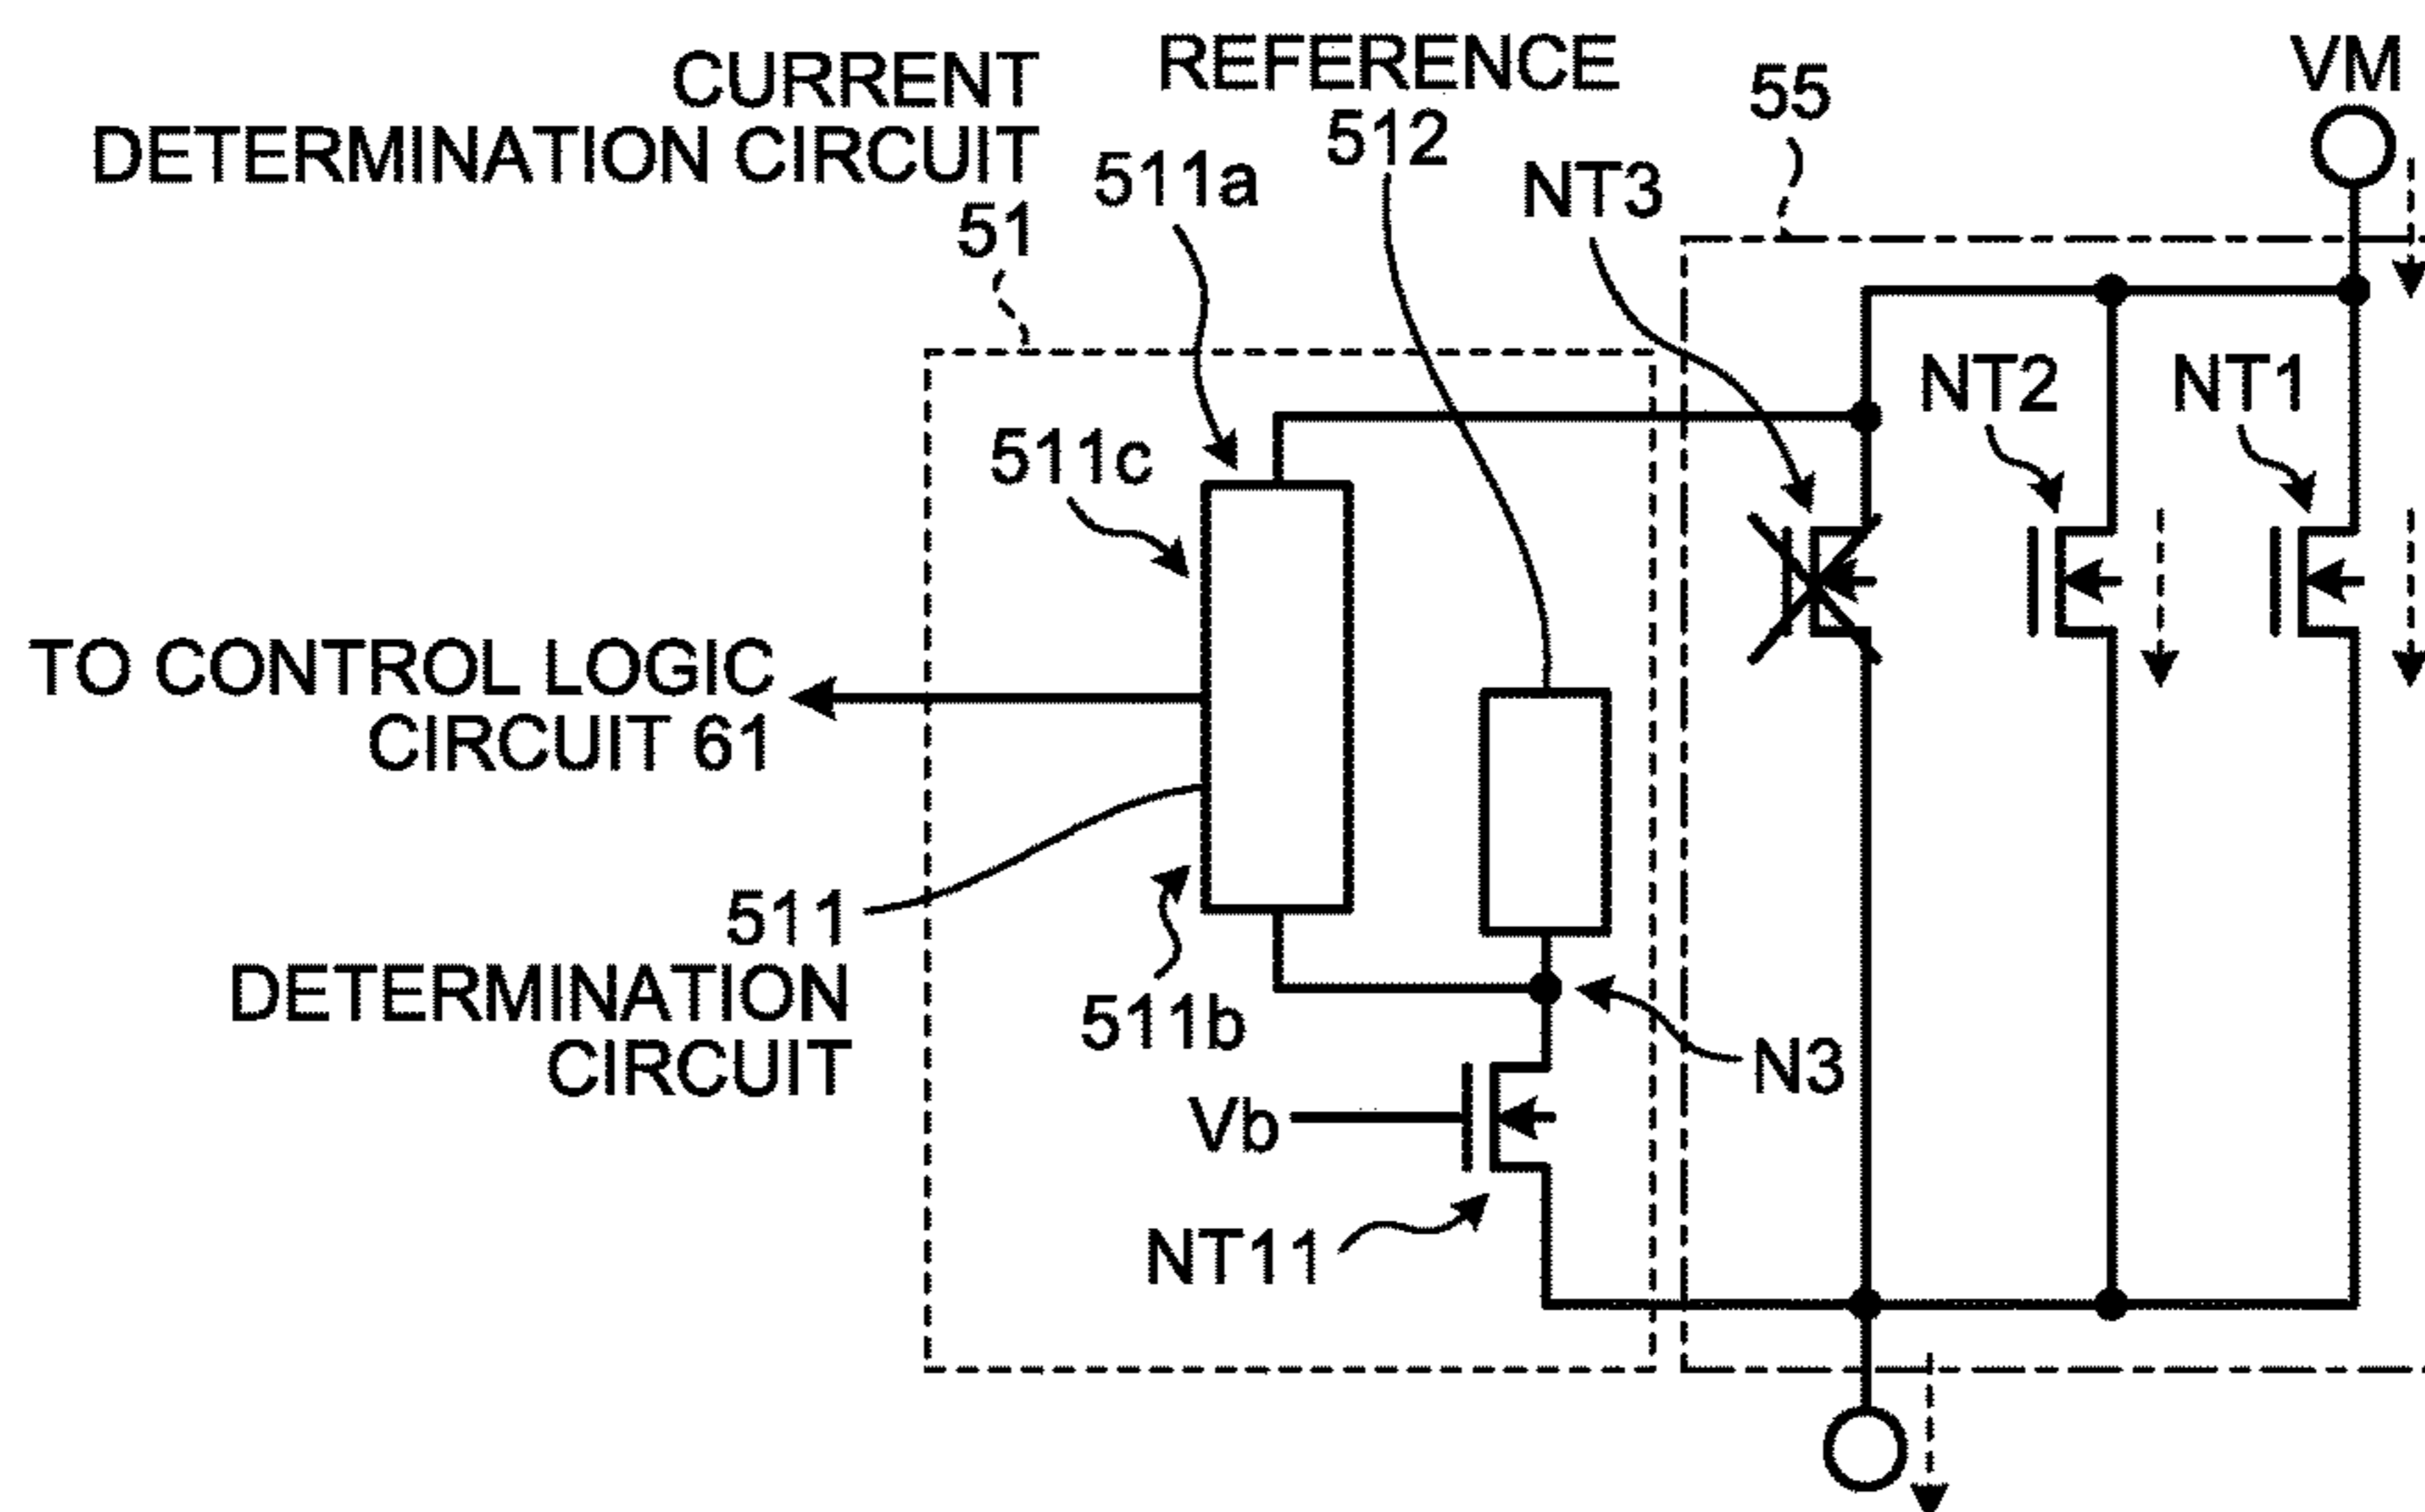 CURRENT
DETERMINATION CIRCUIT
51
511a
REFERENCE
512
NT3
55
VM
511c
NT2
NT1
TO CONTROL LOGIC
CIRCUIT 61
511
DETERMINATION
CIRCUIT
511b
N3
Vb
NT11